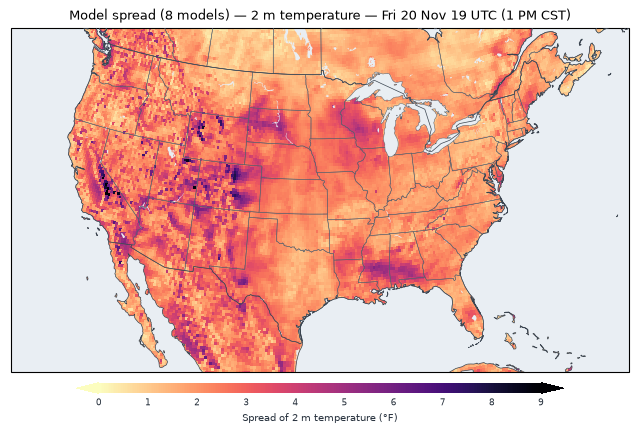 Model spread (8 models) — 2 m temperature — Fri 20 Nov 19 UTC (1 PM CST)
0 1 2 3 4 5 6 7 8 9
Spread of 2 m temperature (°F)